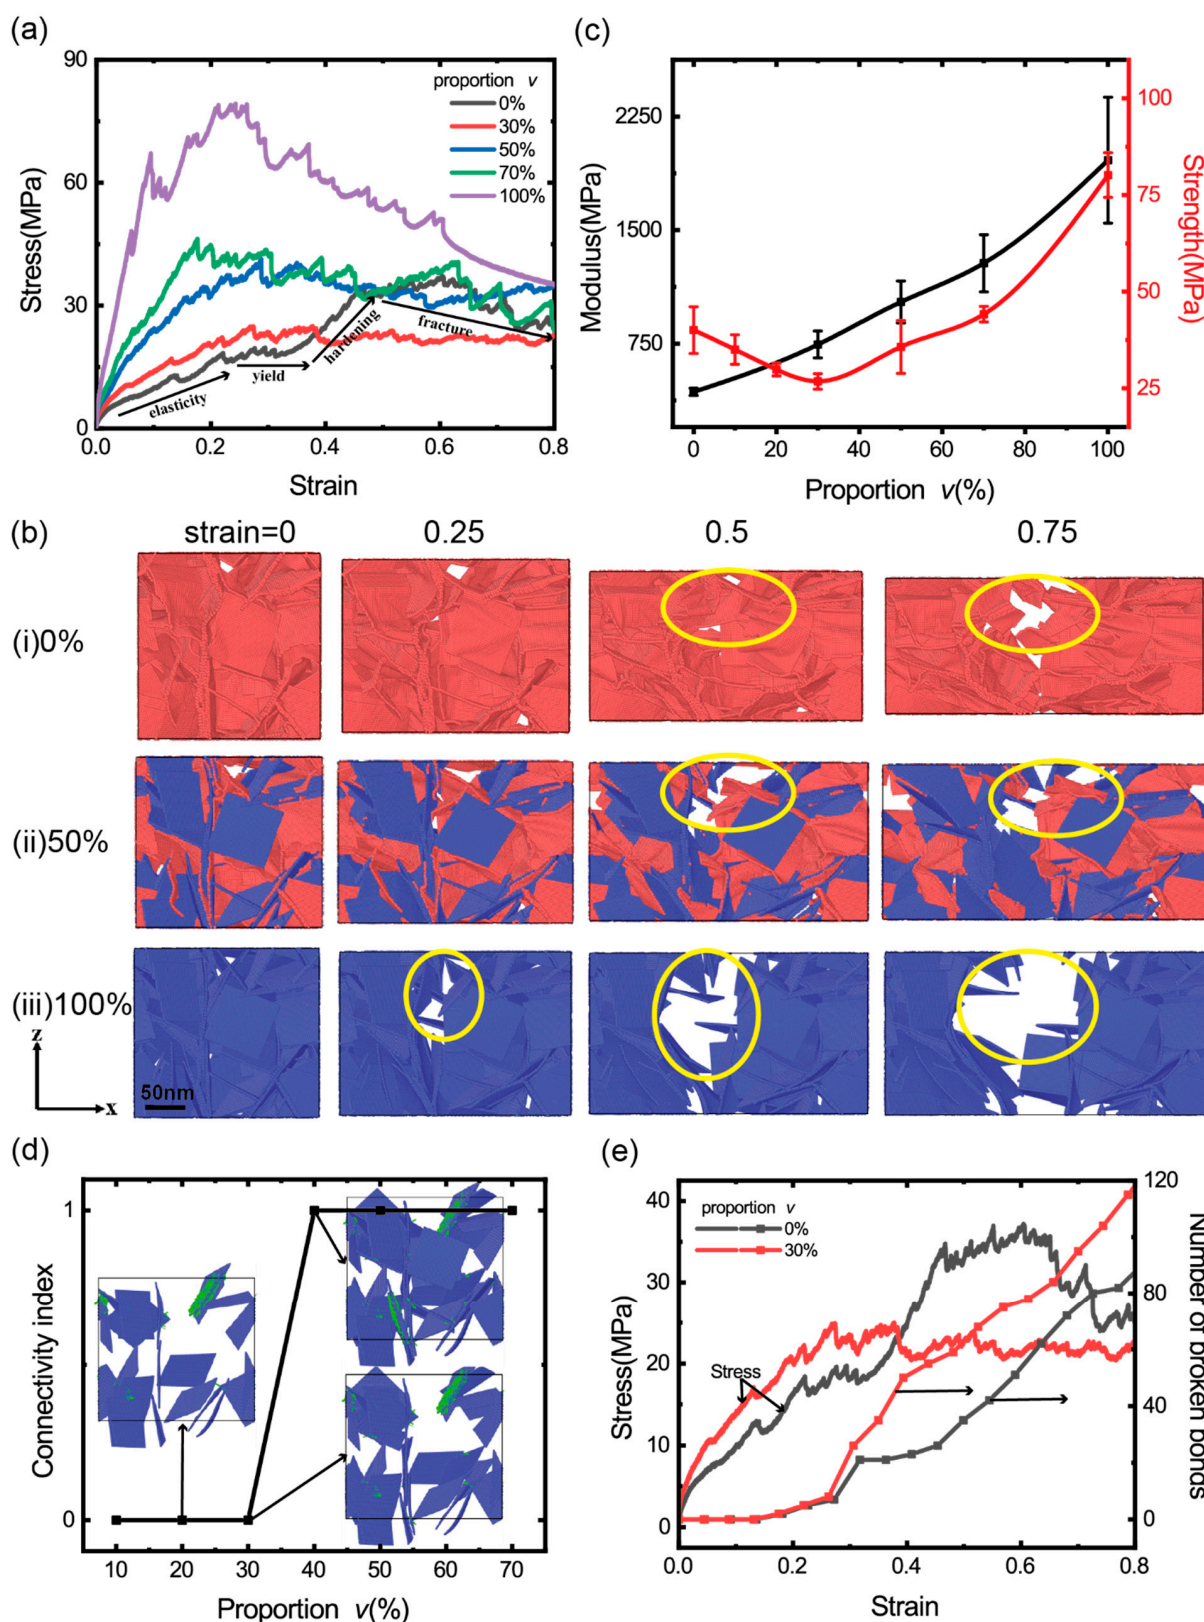 (a)
90
60
30
0
Stress(MPa)
0.0 0.2 0.4 0.6 0.8
Strain
proportion v
0%
30%
50%
70%
100%
elasticity
yield
hardening
fracture
(c)
2250
1500
750
Modulus(MPa)
100
75
50
25
Strength(MPa)
0 20 40 60 80 100
Proportion v(%)
(b)
strain=0 0.25 0.5 0.75
(i)0%
(ii)50%
(iii)100%
z
x
50nm
(d)
1
0
Connectivity index
10 20 30 40 50 60 70
Proportion v(%)
(e)
40
30
20
10
0
Stress(MPa)
proportion v
0%
30%
Stress
120
80
40
0
Number of broken bonds
0.0 0.2 0.4 0.6 0.8
Strain